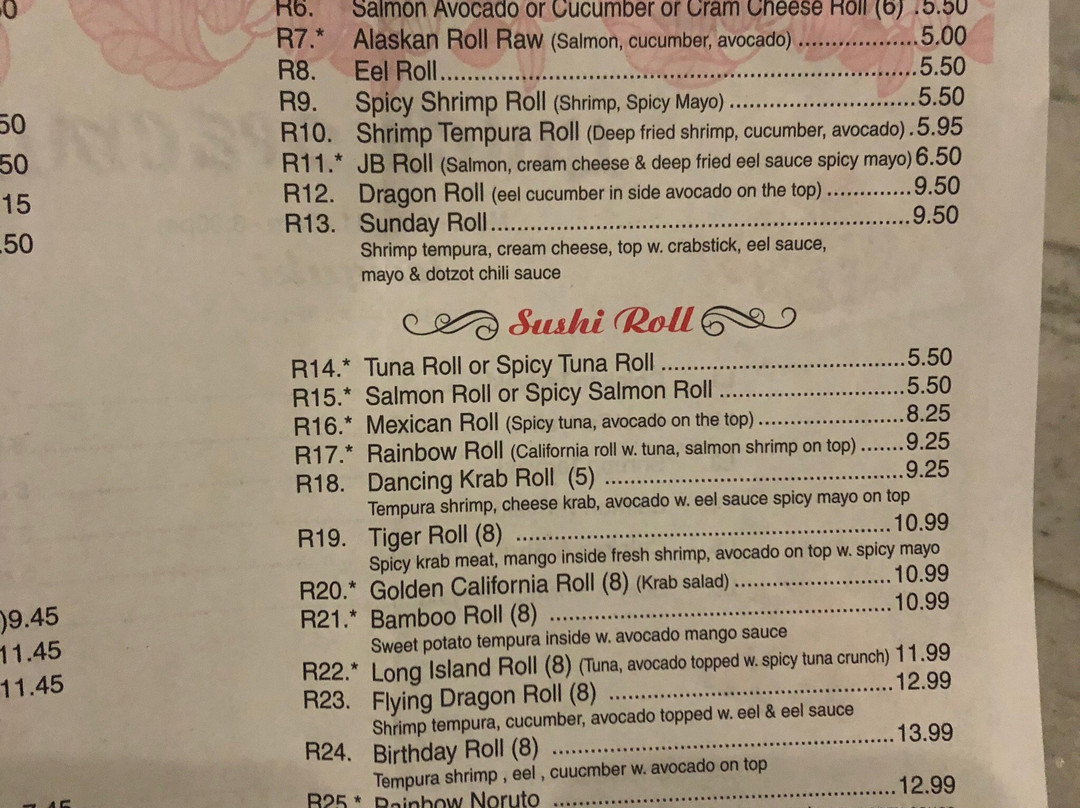 50
50
15
.50
)9.45
11.45
11.45
R6. Salmon Avocado or Cucumber or Cram Cheese Roll (6) .5.50
R7.* Alaskan Roll Raw (Salmon, cucumber, avocado) ..................5.00
R8. Eel Roll................................................................................5.50
R9. Spicy Shrimp Roll (Shrimp, Spicy Mayo) ............................5.50
R10. Shrimp Tempura Roll (Deep fried shrimp, cucumber, avocado) .5.95
R11.* JB Roll (Salmon, cream cheese & deep fried eel sauce spicy mayo) 6.50
R12. Dragon Roll (eel cucumber in side avocado on the top) ............9.50
R13. Sunday Roll......................................................................9.50
Shrimp tempura, cream cheese, top w. crabstick, eel sauce,
mayo & dotzot chili sauce
Sushi Roll
R14.* Tuna Roll or Spicy Tuna Roll .....................................5.50
R15.* Salmon Roll or Spicy Salmon Roll ............................5.50
R16.* Mexican Roll (Spicy tuna, avocado on the top) ......................8.25
R17.* Rainbow Roll (California roll w. tuna, salmon shrimp on top) .......9.25
R18. Dancing Krab Roll (5) ..............................................9.25
Tempura shrimp, cheese krab, avocado w. eel sauce spicy mayo on top
R19. Tiger Roll (8) .........................................................10.99
Spicy krab meat, mango inside fresh shrimp, avocado on top w. spicy mayo
R20.* Golden California Roll (8) (Krab salad) .......................10.99
R21.* Bamboo Roll (8) ....................................................10.99
Sweet potato tempura inside w. avocado mango sauce
R22.* Long Island Roll (8) (Tuna, avocado topped w. spicy tuna crunch) 11.99
R23. Flying Dragon Roll (8) ...........................................12.99
Shrimp tempura, cucumber, avocado topped w. eel & eel sauce
R24. Birthday Roll (8) ....................................................13.99
Tempura shrimp , eel , cuucmber w. avocado on top
R25.* Rainbow Noruto ....................................................12.99